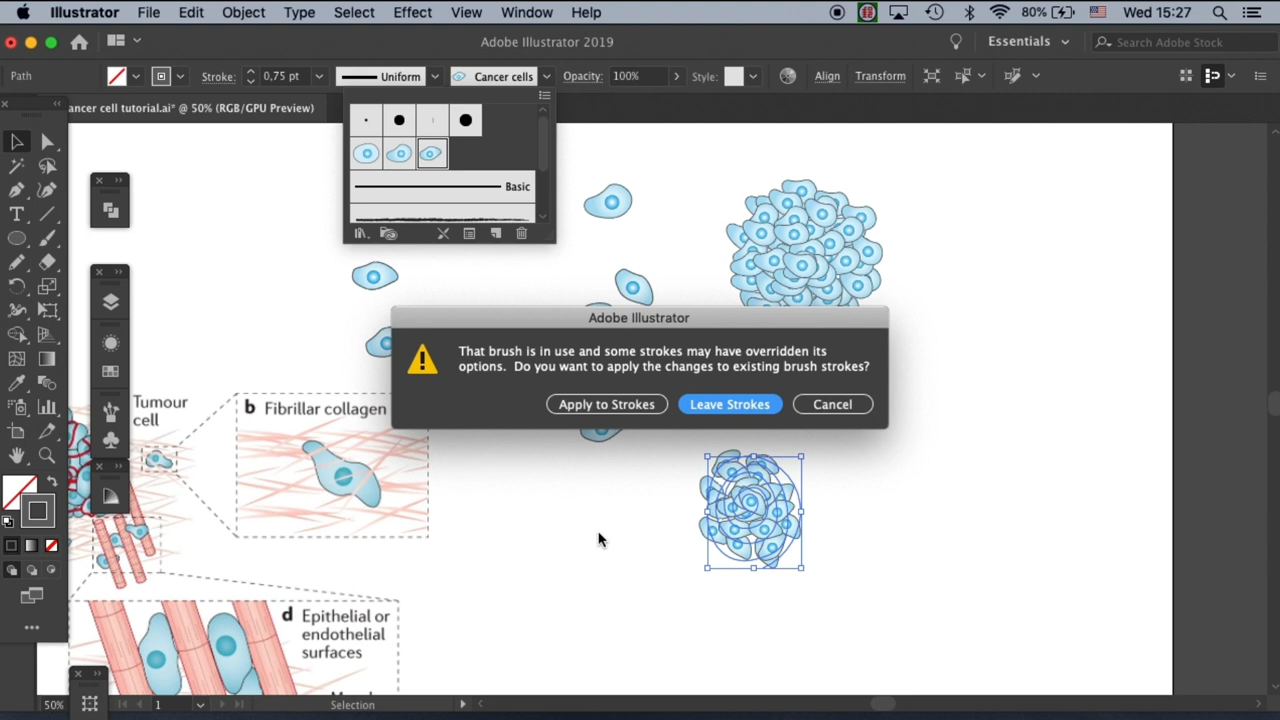 Illustrator File Edit Object Type Select Effect View Window Help 80% Wed 15:27
Adobe Illustrator 2019 Essentials Search Adobe Stock
Path Stroke: 0,75 pt Uniform Cancer cells Opacity: 100% Style: Align Transform
ancer cell tutorial.ai* @ 50% (RGB/GPU Preview)
Basic
Adobe Illustrator
That brush is in use and some strokes may have overridden its
options. Do you want to apply the changes to existing brush strokes?
Apply to Strokes Leave Strokes Cancel
Tumour
cell
b Fibrillar collagen
d Epithelial or
endothelial
surfaces
50% 1 Selection